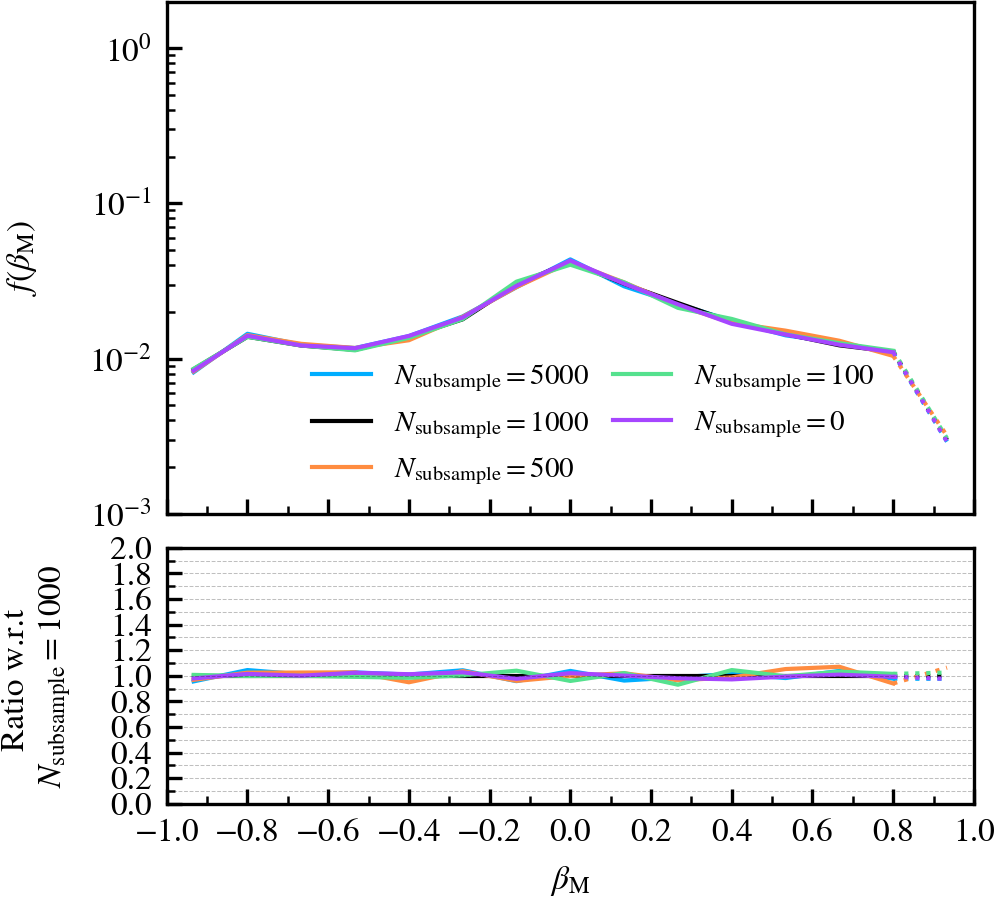 10⁰
10⁻¹
10⁻²
10⁻³
f(β_M)
N_subsample = 5000
N_subsample = 1000
N_subsample = 500
N_subsample = 100
N_subsample = 0
2.0
1.8
1.6
1.4
1.2
1.0
0.8
0.6
0.4
0.2
0.0
Ratio w.r.t
N_subsample = 1000
−1.0 −0.8 −0.6 −0.4 −0.2 0.0 0.2 0.4 0.6 0.8 1.0
β_M